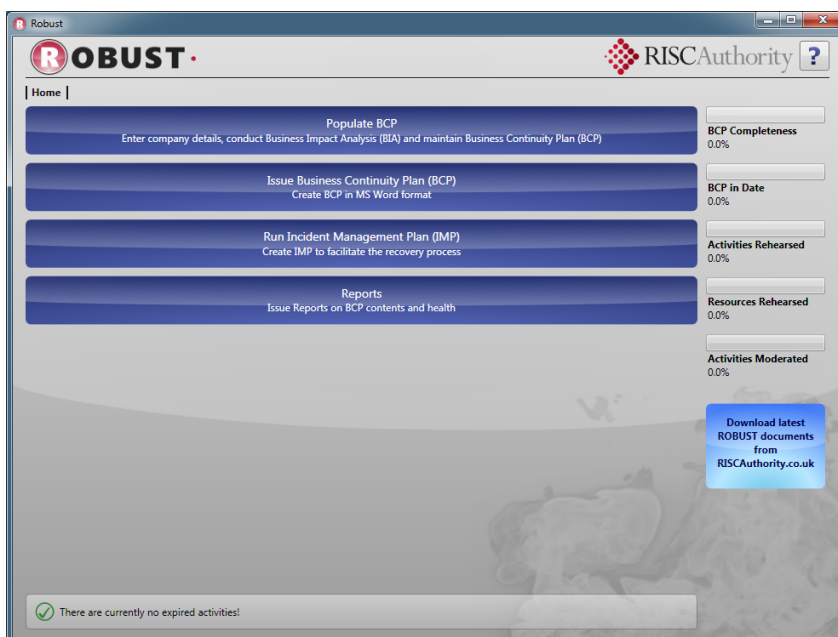 Robust
ROBUST
RISCAuthority
?
Home
Populate BCP
Enter company details, conduct Business Impact Analysis (BIA) and maintain Business Continuity Plan (BCP)
Issue Business Continuity Plan (BCP)
Create BCP in MS Word format
Run Incident Management Plan (IMP)
Create IMP to facilitate the recovery process
Reports
Issue Reports on BCP contents and health
BCP Completeness
0.0%
BCP in Date
0.0%
Activities Rehearsed
0.0%
Resources Rehearsed
0.0%
Activities Moderated
0.0%
Download latest
ROBUST documents
from
RISCAuthority.co.uk
There are currently no expired activities!